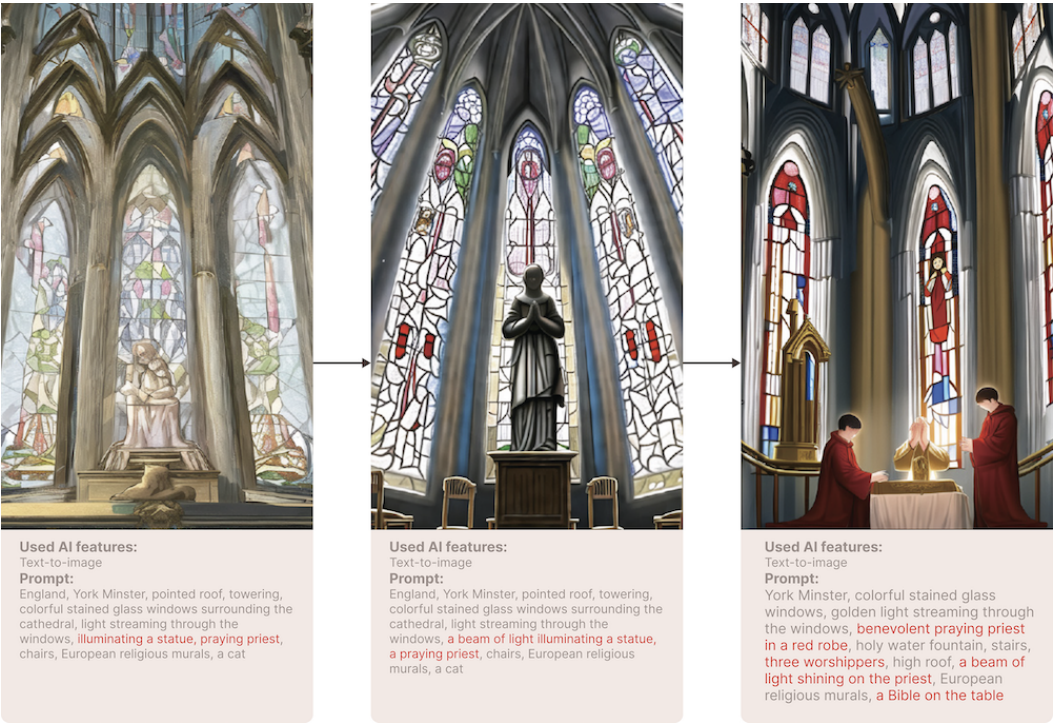 Used AI features:
Text-to-image
Prompt:
England, York Minster, pointed roof, towering,
colorful stained glass windows surrounding the
cathedral, light streaming through the
windows, illuminating a statue, praying priest,
chairs, European religious murals, a cat
Used AI features:
Text-to-image
Prompt:
England, York Minster, pointed roof, towering,
colorful stained glass windows surrounding the
cathedral, light streaming through the
windows, a beam of light illuminating a statue,
a praying priest, chairs, European religious
murals, a cat
Used AI features:
Text-to-image
Prompt:
York Minster, colorful stained glass
windows, golden light streaming through
the windows, benevolent praying priest
in a red robe, holy water fountain, stairs,
three worshippers, high roof, a beam of
light shining on the priest, European
religious murals, a Bible on the table